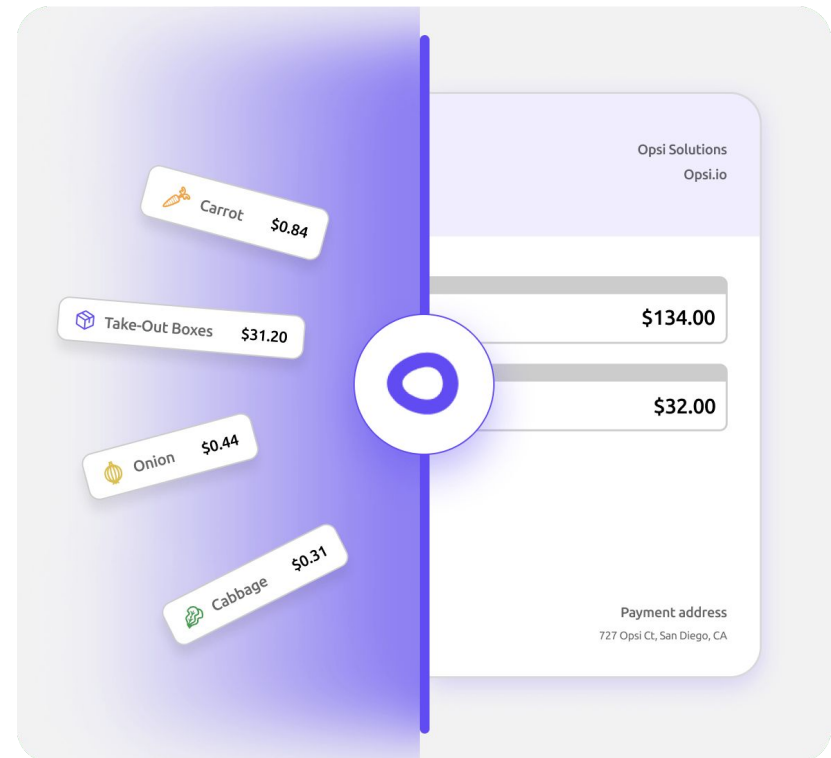 Carrot $0.84
Take-Out Boxes $31.20
Onion $0.44
Cabbage $0.31
Opsi Solutions
Opsi.io
$134.00
$32.00
Payment address
727 Opsi Ct, San Diego, CA